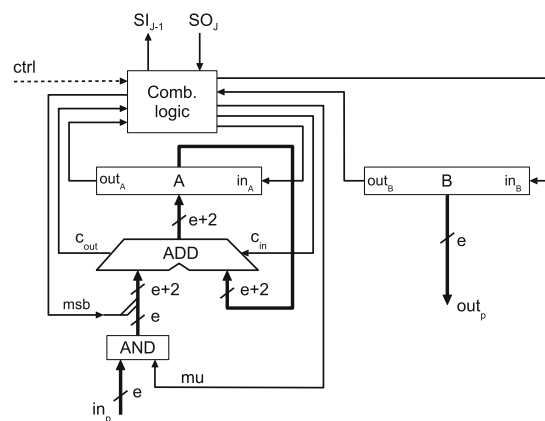 SI_{J-1} SO_J
ctrl
Comb.
logic
out_A A in_A
out_B B in_B
e+2
c_out c_in
ADD
e+2 e+2
e
msb
e
out_p
AND
mu
e
in_p